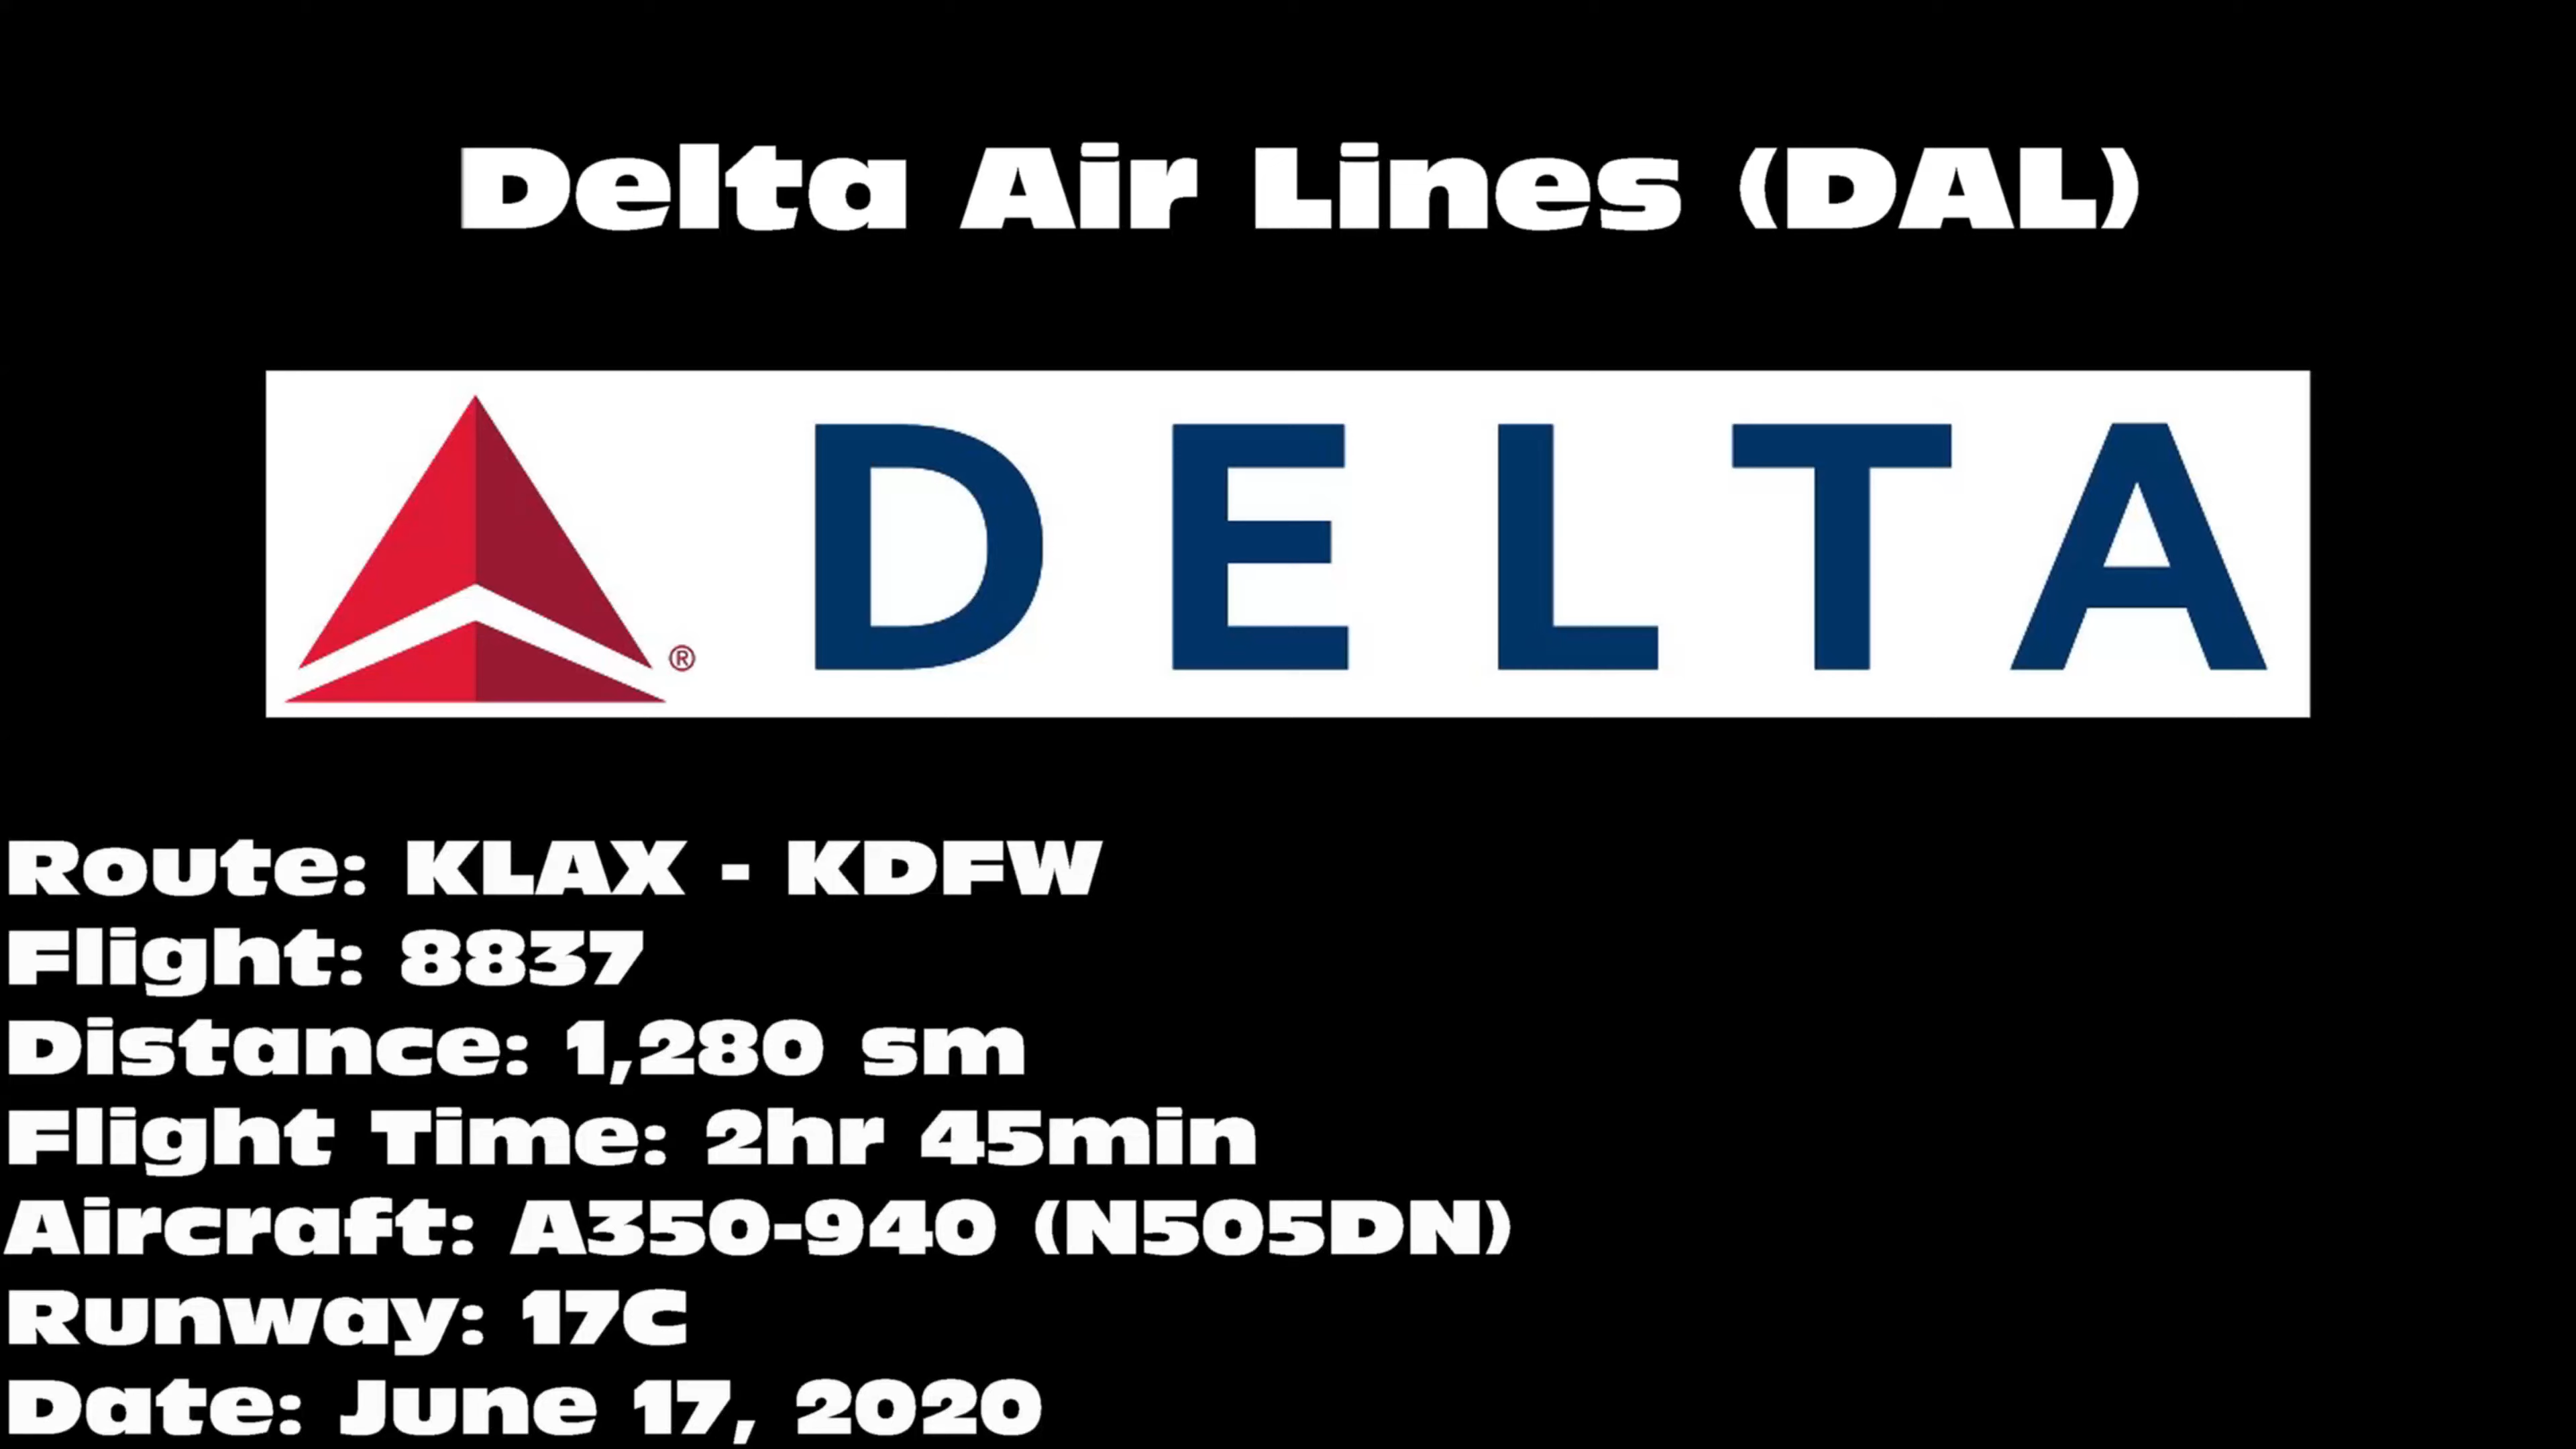 Delta Air Lines (DAL)
® DELTA
Route: KLAX - KDFW
Flight: 8837
Distance: 1,280 sm
Flight Time: 2hr 45min
Aircraft: A350-940 (N505DN)
Runway: 17C
Date: June 17, 2020